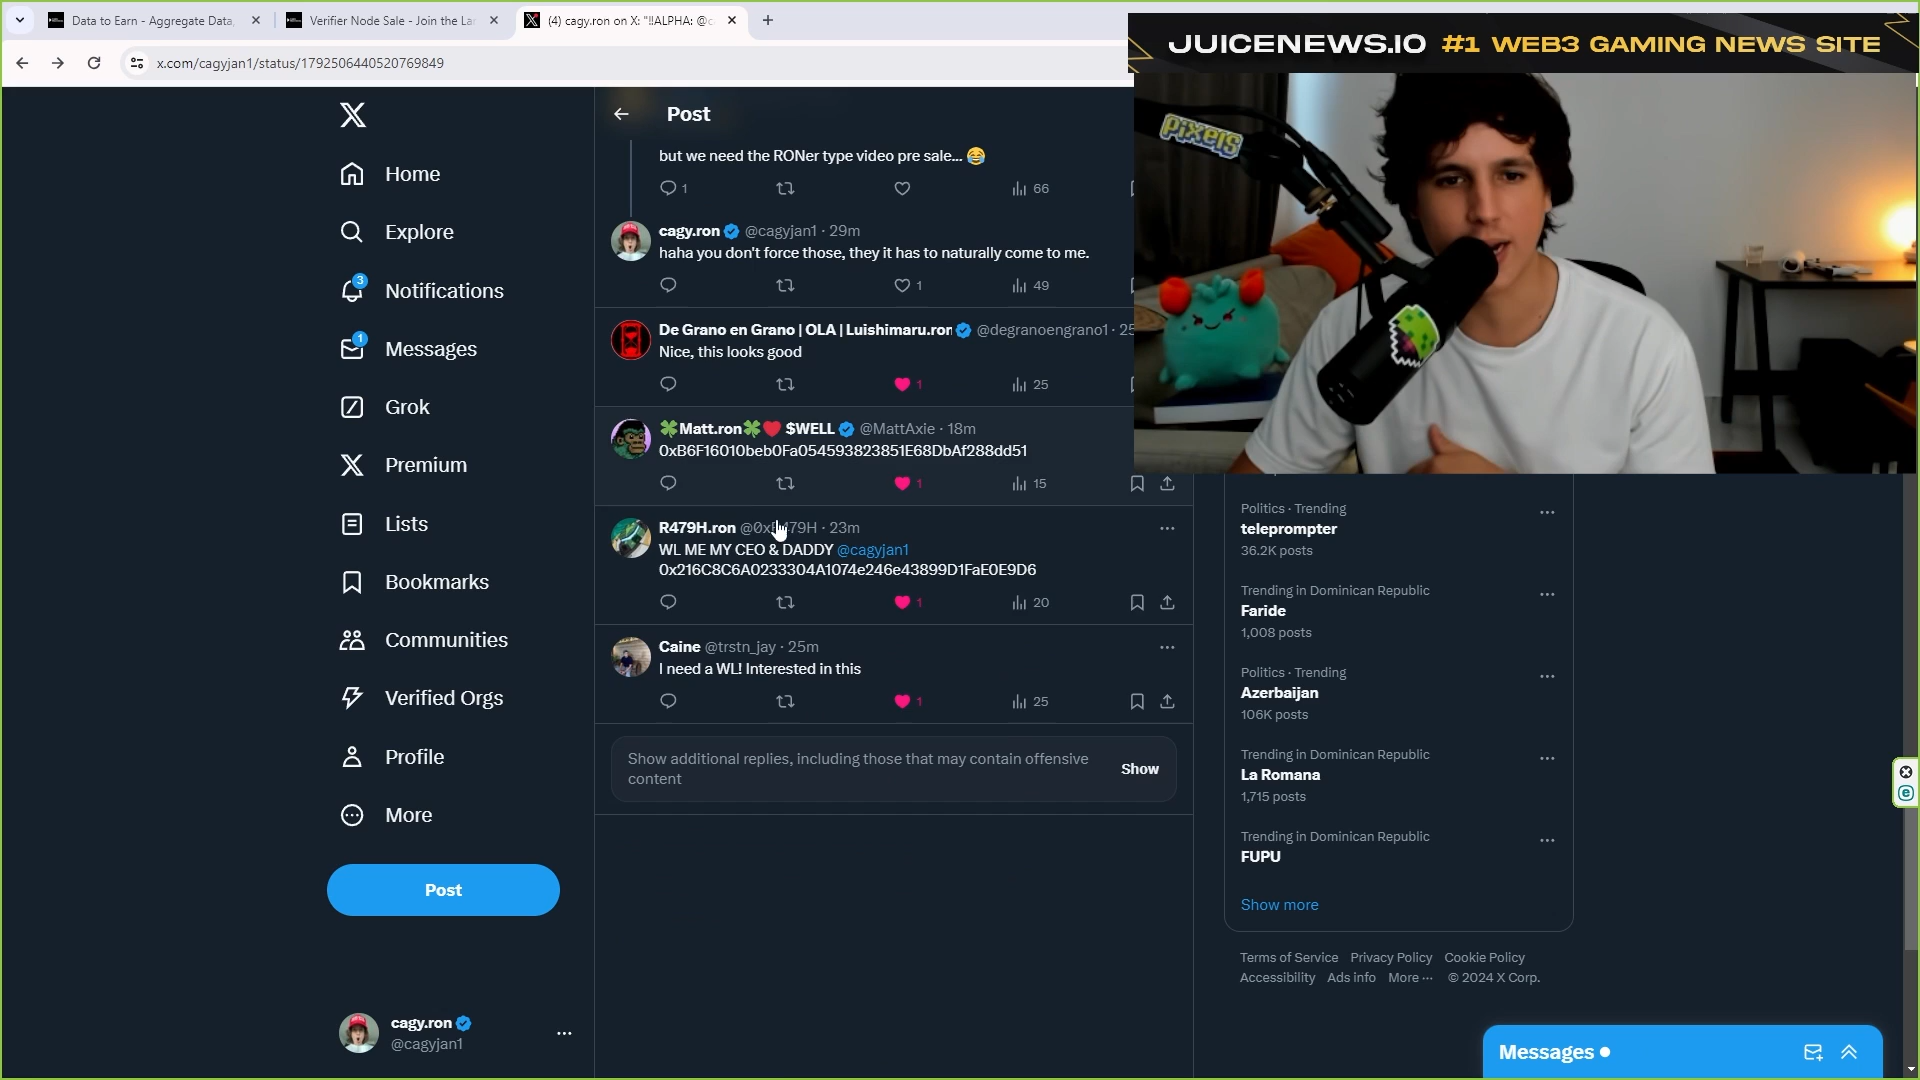 Data to Earn - Aggregate Data,
Verifier Node Sale - Join the La
(4) cagy.ron on X: "‼ALPHA: @c
x.com/cagyjan1/status/1792506440520769849
JUICENEWS.IO #1 WEB3 GAMING NEWS SITE
PIXELS
Post
but we need the RONer type video pre sale... 😂
1
66
cagy.ron @cagyjan1 · 29m
haha you don't force those, they it has to naturally come to me.
1
49
De Grano en Grano | OLA | Luishimaru.ron @degranoengrano1 · 25
Nice, this looks good
1
25
🍀Matt.ron🍀❤️ $WELL @MattAxie · 18m
0xB6F16010beb0Fa054593823851E68DbAf288dd51
1
15
R479H.ron @0xR479H · 23m
WL ME MY CEO & DADDY @cagyjan1
0x216C8C6A0233304A1074e246e43899D1FaE0E9D6
1
20
Caine @trstn_jay · 25m
I need a WL! Interested in this
1
25
Show additional replies, including those that may contain offensive
content
Show
Home
Explore
3
Notifications
1
Messages
Grok
Premium
Lists
Bookmarks
Communities
Verified Orgs
Profile
More
Post
cagy.ron
@cagyjan1
Politics · Trending
teleprompter
36.2K posts
Trending in Dominican Republic
Faride
1,008 posts
Politics · Trending
Azerbaijan
106K posts
Trending in Dominican Republic
La Romana
1,715 posts
Trending in Dominican Republic
FUPU
Show more
Terms of Service Privacy Policy Cookie Policy
Accessibility Ads info More ··· © 2024 X Corp.
Messages